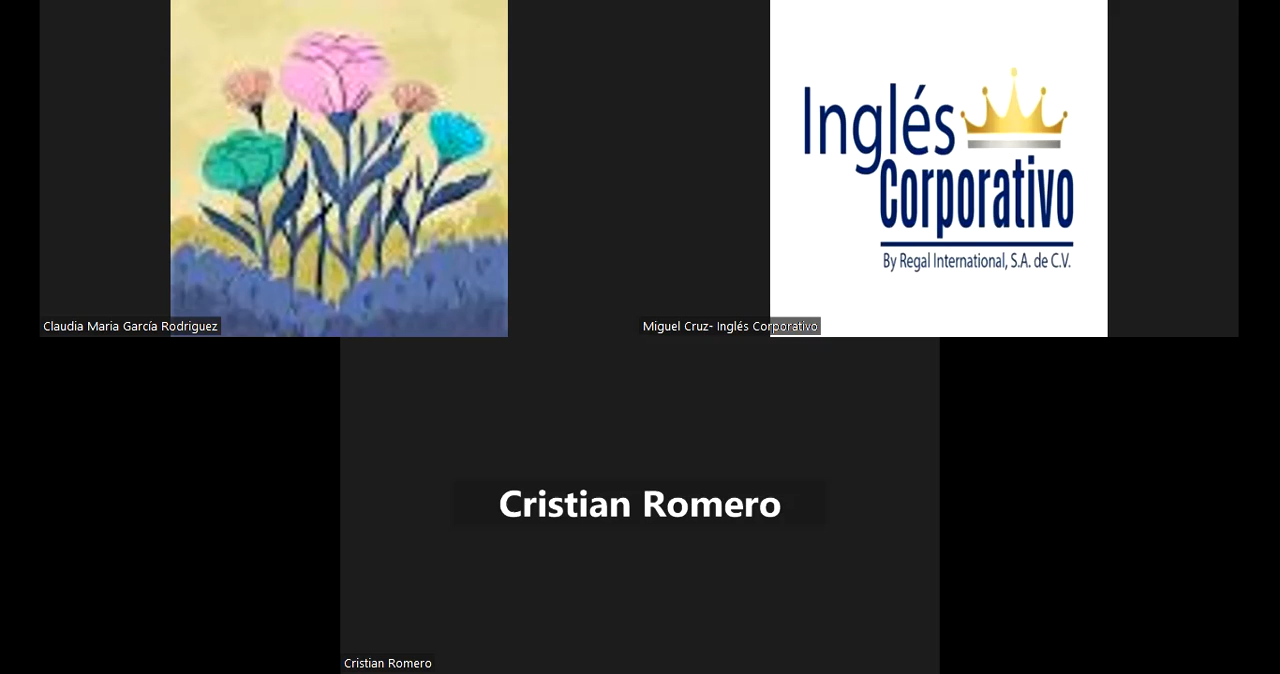 Claudia Maria García Rodriguez
Inglés
Corporativo
By Regal International, S.A. de C.V.
Miguel Cruz- Inglés Corporativo
Cristian Romero
Cristian Romero